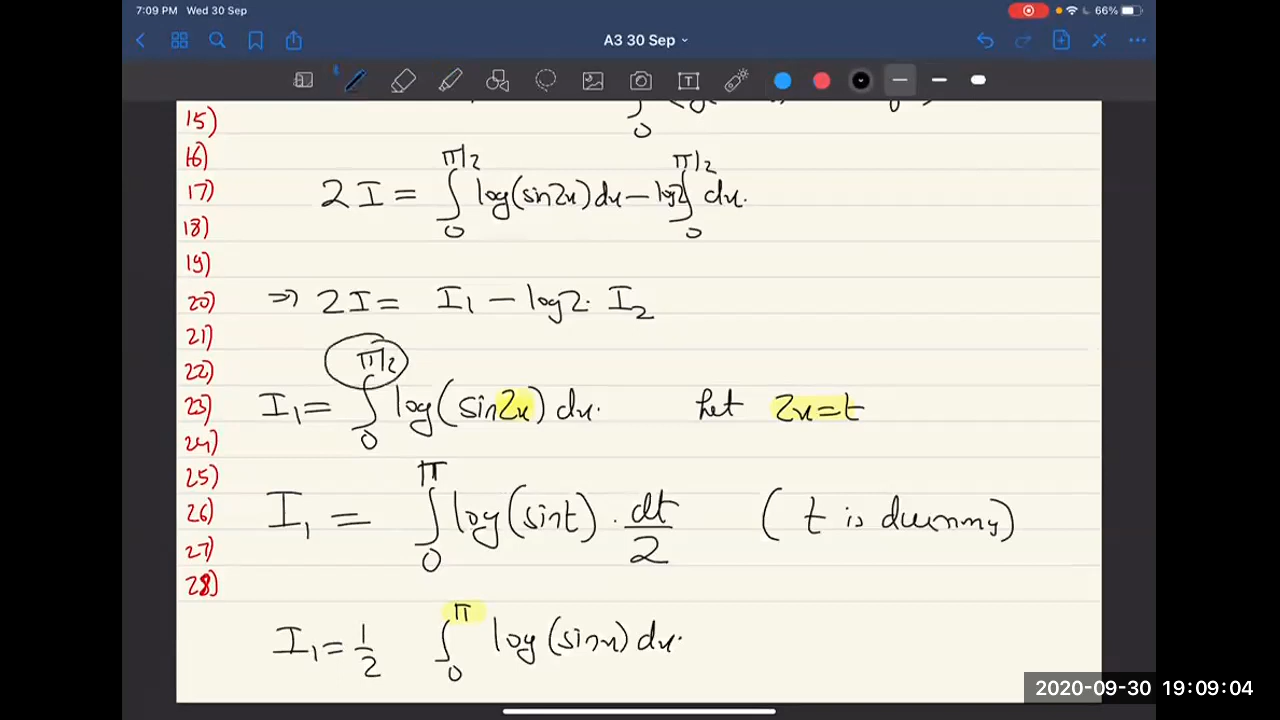 7:09 PM Wed 30 Sep 66%
A3 30 Sep
T
0
15)
16)
17) 2I = ∫₀^(π/2) log(sin2x)dx − log2 ∫₀^(π/2) dx.
18)
19)
20) ⇒ 2I = I₁ − log2 · I₂
21)
22)
23) I₁ = ∫₀^(π/2) log(sin2x) dx. Let 2x=t
24)
25)
26) I₁ = ∫₀^π log(sint) · dt/2 ( t is dummy)
27)
28)
I₁ = 1/2 ∫₀^π log(sinx)dx.
2020-09-30 19:09:04